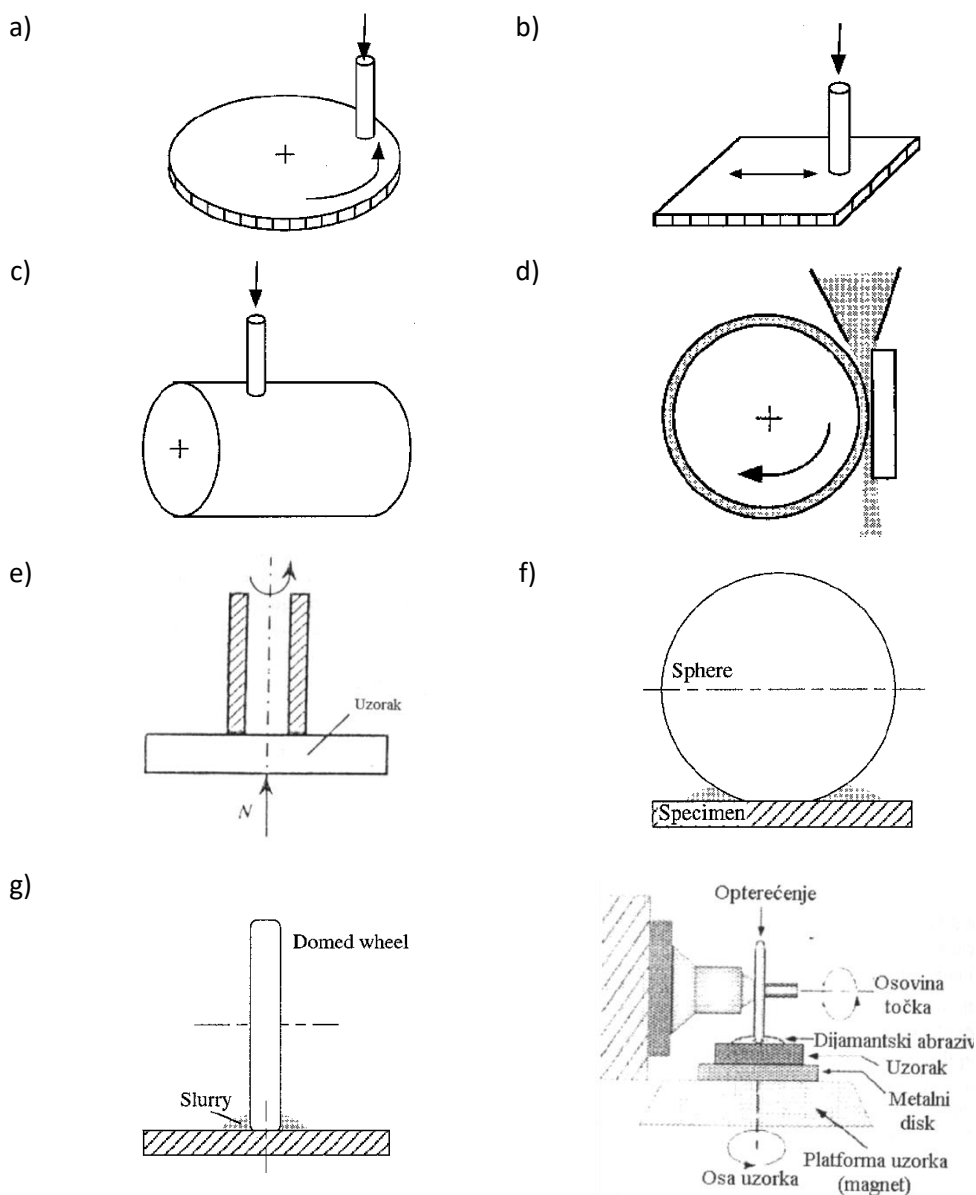 a)
b)
c)
d)
e)
Uzorak
N
f)
Sphere
Specimen
g)
Domed wheel
Slurry
Opterećenje
Osovina
točka
Dijamantski abraziv
Uzorak
Metalni
disk
Platforma uzorka
(magnet)
Osa uzorka